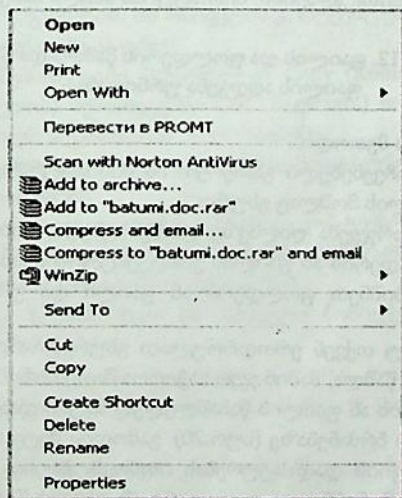 Open
New
Print
Open With
Перевести в PROMT
Scan with Norton AntiVirus
Add to archive...
Add to "batumi.doc.rar"
Compress and email...
Compress to "batumi.doc.rar" and email
WinZip
Send To
Cut
Copy
Create Shortcut
Delete
Rename
Properties